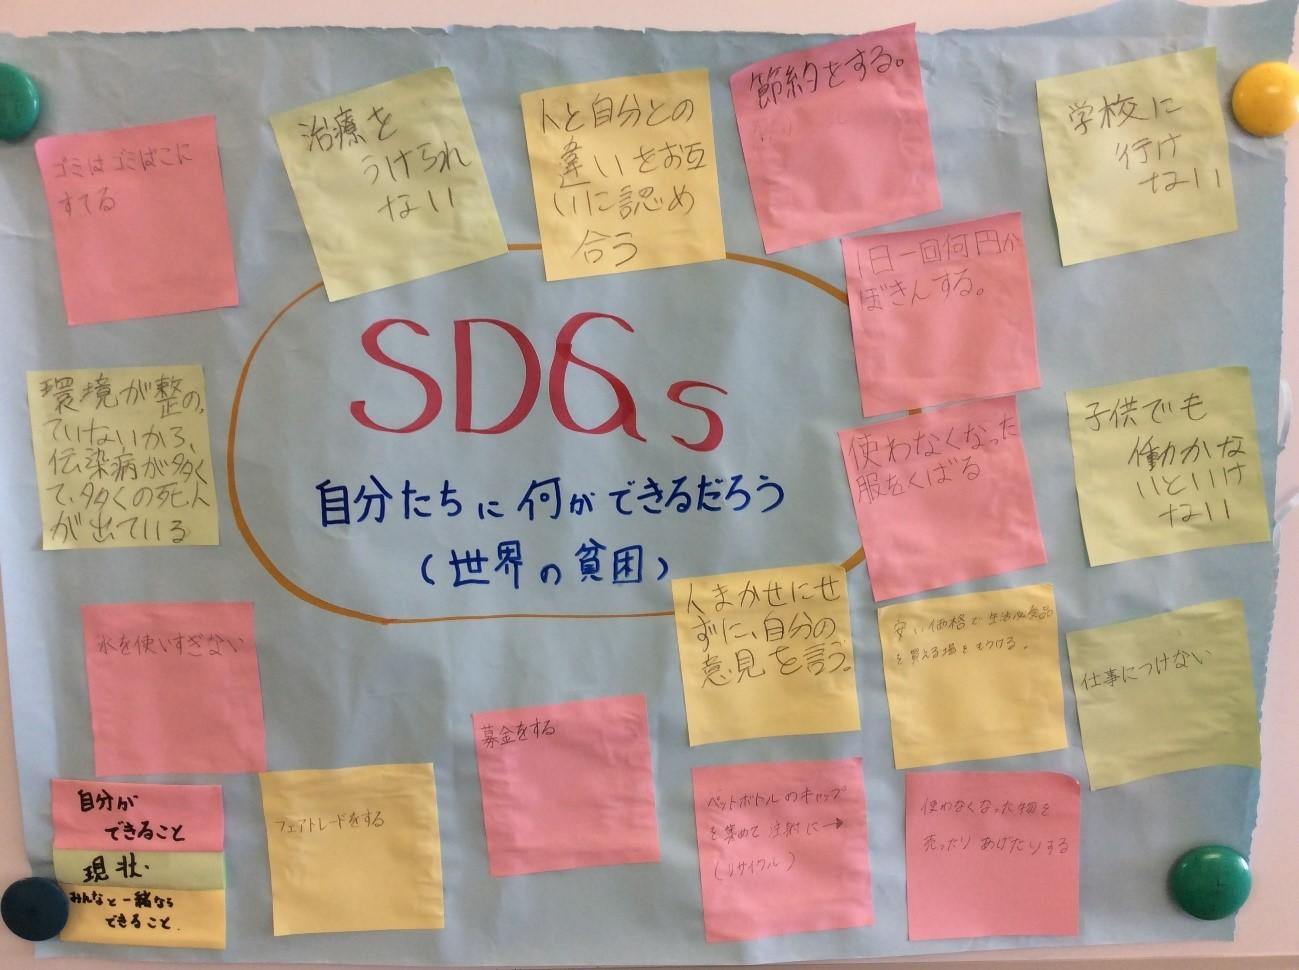 ゴミはゴミばこに
すてる
治療を
うけられ
ない
人と自分との
違いをお互
いに認め
合う
節約をする。
学校に
行け
ない
1日一回何円か
ぼきんする。
SDGs
自分たちに何ができるだろう
(世界の貧困)
環境が整の、
ていないから、
伝染病が多く
て、多くの死人
が出ている
使わなくなった
服をくばる
子供でも
働かな
いといけ
ない
水を使いすぎない
人まかせにせ
ずに、自分の
意見を言う。
安い価格で生活必需品
を買える場をもうける。
仕事につけない
募金をする
フェアトレードをする
ペットボトルのキャップ
を集めて注射に→
(リサイクル)
使わなくなった物を
売ったりあげたりする
自分が
できること
現状・
みんなと一緒なら
できること.